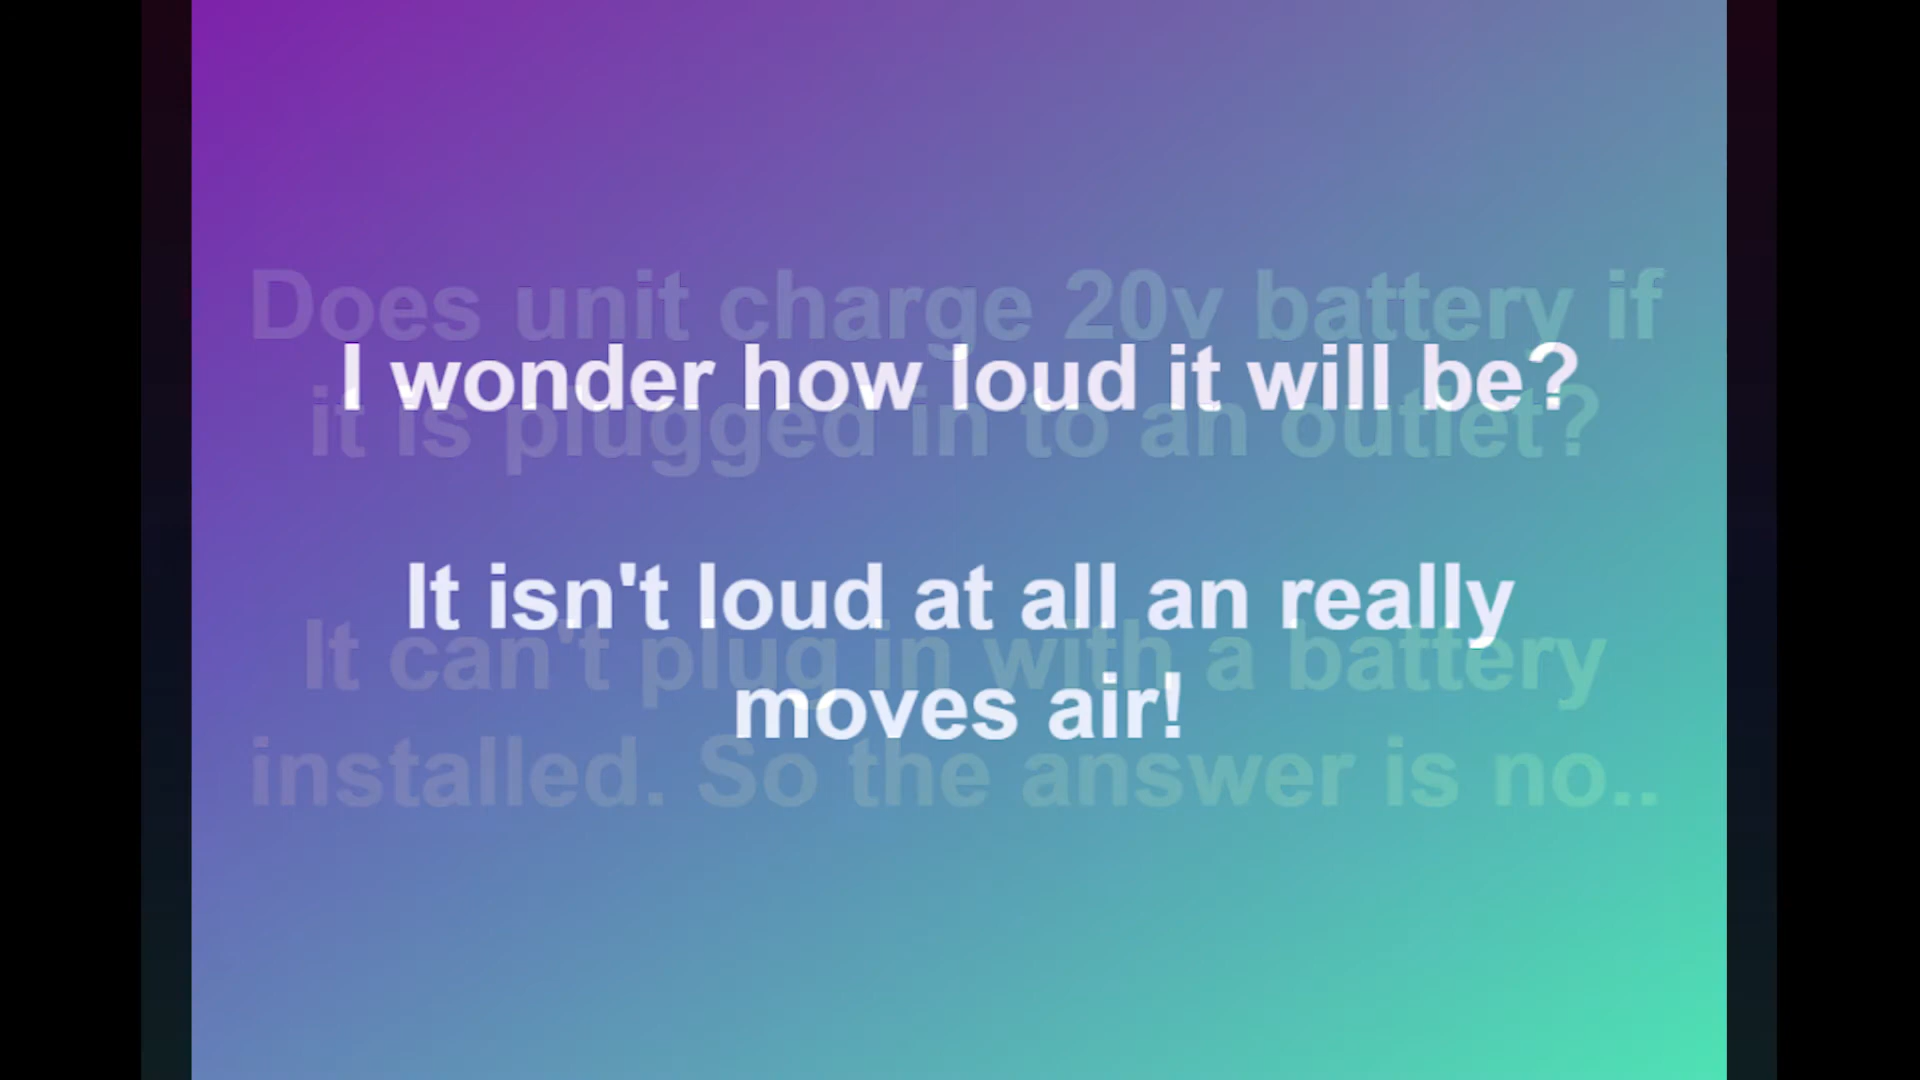 Does unit charge 20v battery if
I wonder how loud it will be?
it is plugged in to an outlet?
It isn't loud at all an really
It can't plug in with a battery
moves air!
installed. So the answer is no..